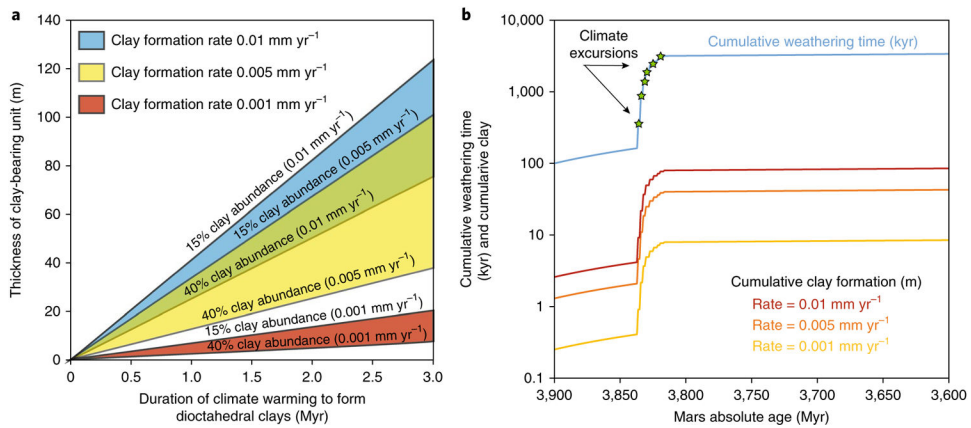 a
140
120
100
80
60
40
20
0
Thickness of clay-bearing unit (m)
Clay formation rate 0.01 mm yr⁻¹
Clay formation rate 0.005 mm yr⁻¹
Clay formation rate 0.001 mm yr⁻¹
15% clay abundance (0.01 mm yr⁻¹)
15% clay abundance (0.005 mm yr⁻¹)
40% clay abundance (0.01 mm yr⁻¹)
40% clay abundance (0.005 mm yr⁻¹)
15% clay abundance (0.001 mm yr⁻¹)
40% clay abundance (0.001 mm yr⁻¹)
0
0.5
1.0
1.5
2.0
2.5
3.0
Duration of climate warming to form
dioctahedral clays (Myr)
b
10,000
1,000
100
10
1
0.1
Cumulative weathering time
(kyr) and cumulative clay
Climate
excursions
Cumulative weathering time (kyr)
Cumulative clay formation (m)
Rate = 0.01 mm yr⁻¹
Rate = 0.005 mm yr⁻¹
Rate = 0.001 mm yr⁻¹
3,900
3,850
3,800
3,750
3,700
3,650
3,600
Mars absolute age (Myr)